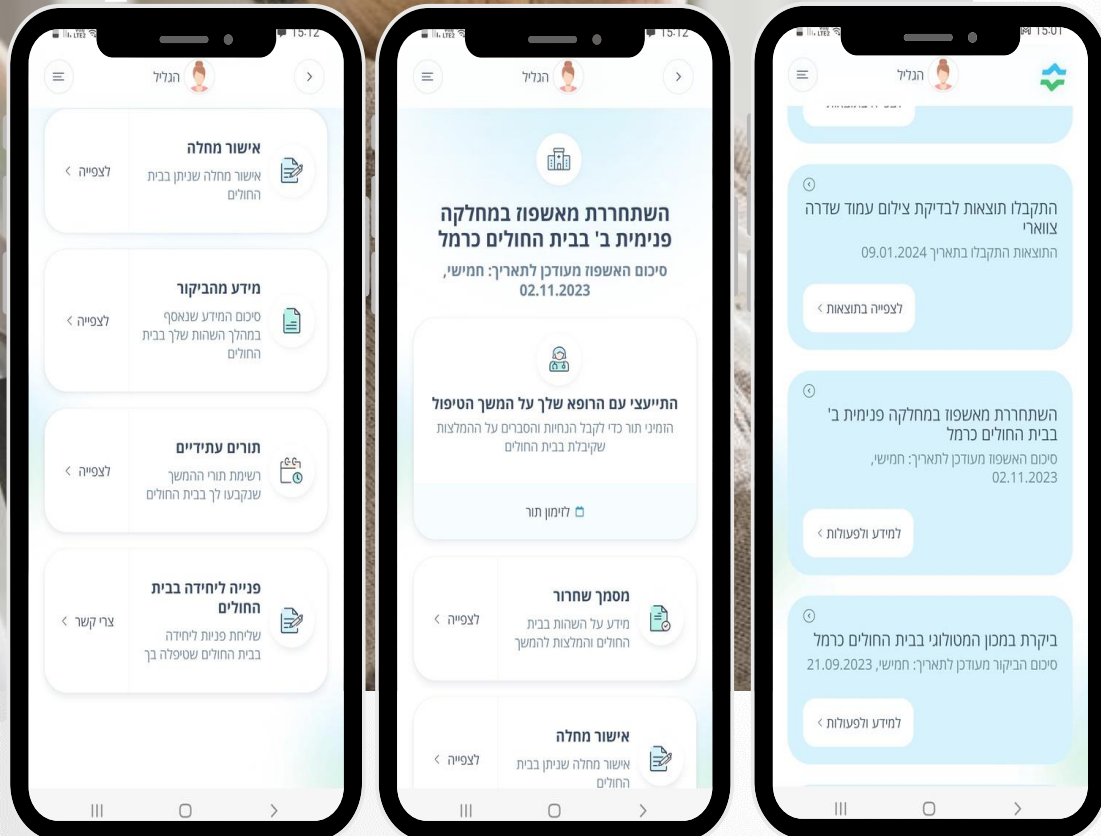 15:01
הגליל
התקבלו תוצאות לבדיקת צילום עמוד שדרה
צווארי
התוצאות התקבלו בתאריך 09.01.2024
לצפייה בתוצאות
השתחררת מאשפוז במחלקה פנימית ב'
בבית החולים כרמל
סיכום האשפוז מעודכן לתאריך: חמישי,
02.11.2023
למידע ולפעולות
ביקרת במכון המטולוגי בבית החולים כרמל
סיכום הביקור מעודכן לתאריך: חמישי, 21.09.2023
למידע ולפעולות
15:12
הגליל
השתחררת מאשפוז במחלקה
פנימית ב' בבית החולים כרמל
סיכום האשפוז מעודכן לתאריך: חמישי,
02.11.2023
התייעצי עם הרופא שלך על המשך הטיפול
הזמיני תור כדי לקבל הנחיות והסברים על ההמלצות
שקיבלת בבית החולים
לזימון תור
מסמך שחרור
מידע על השהות בבית
החולים והמלצות להמשך
לצפייה
אישור מחלה
אישור מחלה שניתן בבית
החולים
לצפייה
15:12
הגליל
אישור מחלה
אישור מחלה שניתן בבית
החולים
לצפייה
מידע מהביקור
סיכום המידע שנאסף
במהלך השהות שלך בבית
החולים
לצפייה
תורים עתידיים
רשימת תורי ההמשך
שנקבעו לך בבית החולים
לצפייה
פנייה ליחידה בבית
החולים
שליחת פניות ליחידה
בבית החולים שטיפלה בך
צרי קשר